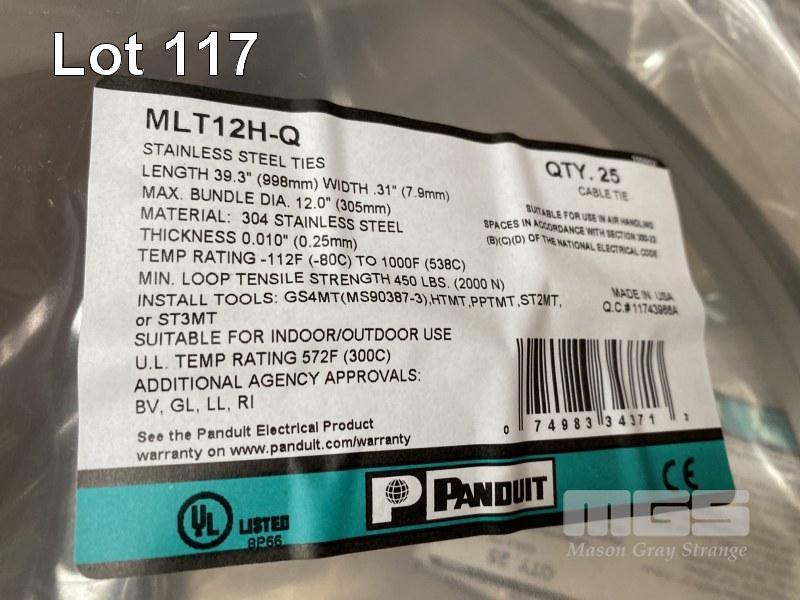 Lot 117
MLT12H-Q
STAINLESS STEEL TIES
LENGTH 39.3" (998mm) WIDTH .31" (7.9mm)
MAX. BUNDLE DIA. 12.0" (305mm)
MATERIAL: 304 STAINLESS STEEL
THICKNESS 0.010" (0.25mm)
TEMP RATING -112F (-80C) TO 1000F (538C)
MIN. LOOP TENSILE STRENGTH 450 LBS. (2000 N)
INSTALL TOOLS: GS4MT(MS90387-3),HTMT,PPTMT,ST2MT,
or ST3MT
SUITABLE FOR INDOOR/OUTDOOR USE
U.L. TEMP RATING 572F (300C)
ADDITIONAL AGENCY APPROVALS:
BV, GL, LL, RI
See the Panduit Electrical Product
warranty on www.panduit.com/warranty
QTY. 25
CABLE TIE
SUITABLE FOR USE IN AIR HANDLING
SPACES IN ACCORDANCE WITH SECTION 300-22
(B)(C)(D) OF THE NATIONAL ELECTRICAL CODE
MADE IN USA
Q.C.# 11743966A
0 74983 34371
UL LISTED
8P66
P PANDUIT
CE
MGS
Mason Gray Strange
QTY. 25